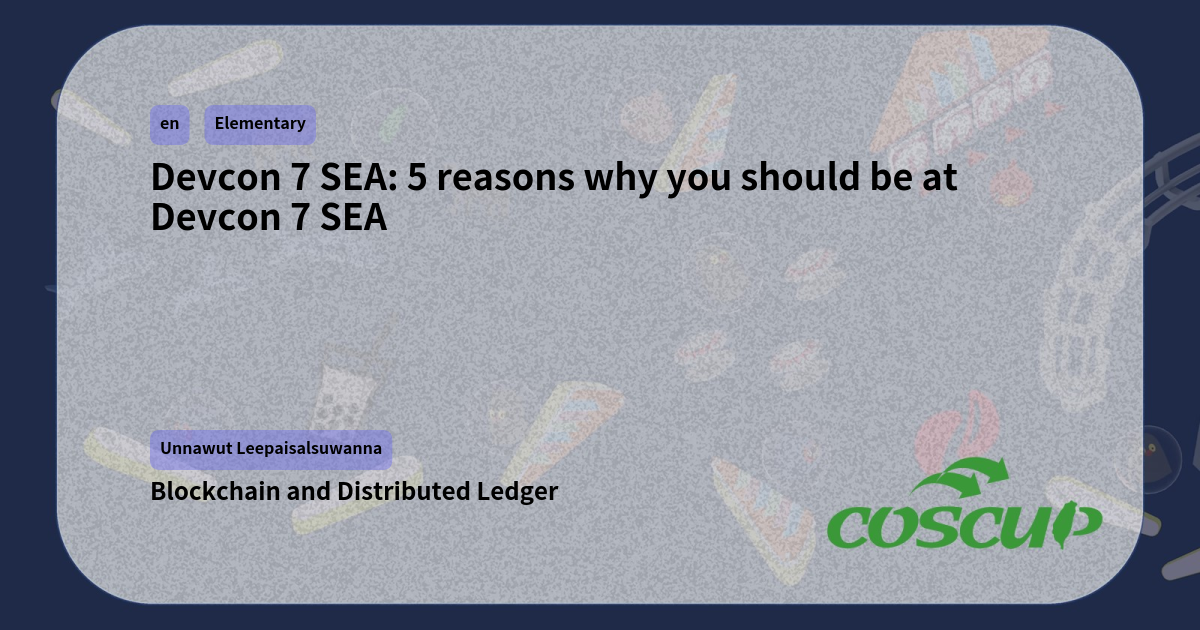 en Elementary
Devcon 7 SEA: 5 reasons why you should be at
Devcon 7 SEA
Unnawut Leepaisalsuwanna
Blockchain and Distributed Ledger
COSCUP